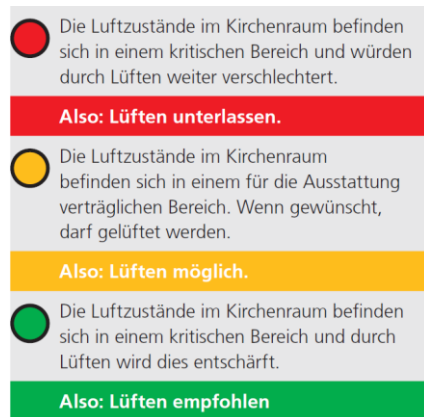 Die Luftzustände im Kirchenraum befinden
sich in einem kritischen Bereich und würden
durch Lüften weiter verschlechtert.
Also: Lüften unterlassen.
Die Luftzustände im Kirchenraum
befinden sich in einem für die Ausstattung
verträglichen Bereich. Wenn gewünscht,
darf gelüftet werden.
Also: Lüften möglich.
Die Luftzustände im Kirchenraum befinden
sich in einem kritischen Bereich und durch
Lüften wird dies entschärft.
Also: Lüften empfohlen